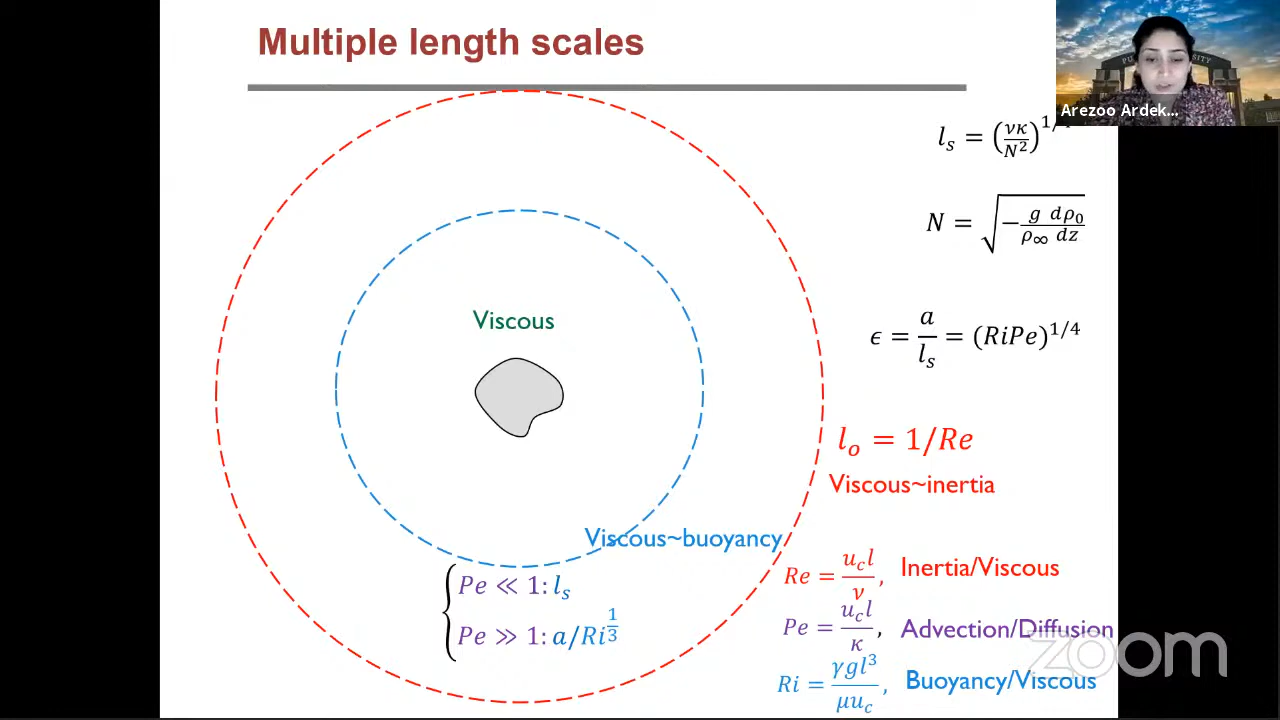 Multiple length scales
Arezoo Ardek...
l_s = (νκ/N²)^1/4
N = √(− g dρ₀ / ρ∞ dz)
Viscous
ϵ = a/l_s = (RiPe)^1/4
l_o = 1/Re
Viscous~inertia
Viscous~buoyancy
Re = u_c l/ν, Inertia/Viscous
Pe ≪ 1: l_s
Pe = u_c l/κ, Advection/Diffusion
Pe ≫ 1: a/Ri^1/3
Ri = γgl³/μu_c, Buoyancy/Viscous
zoom